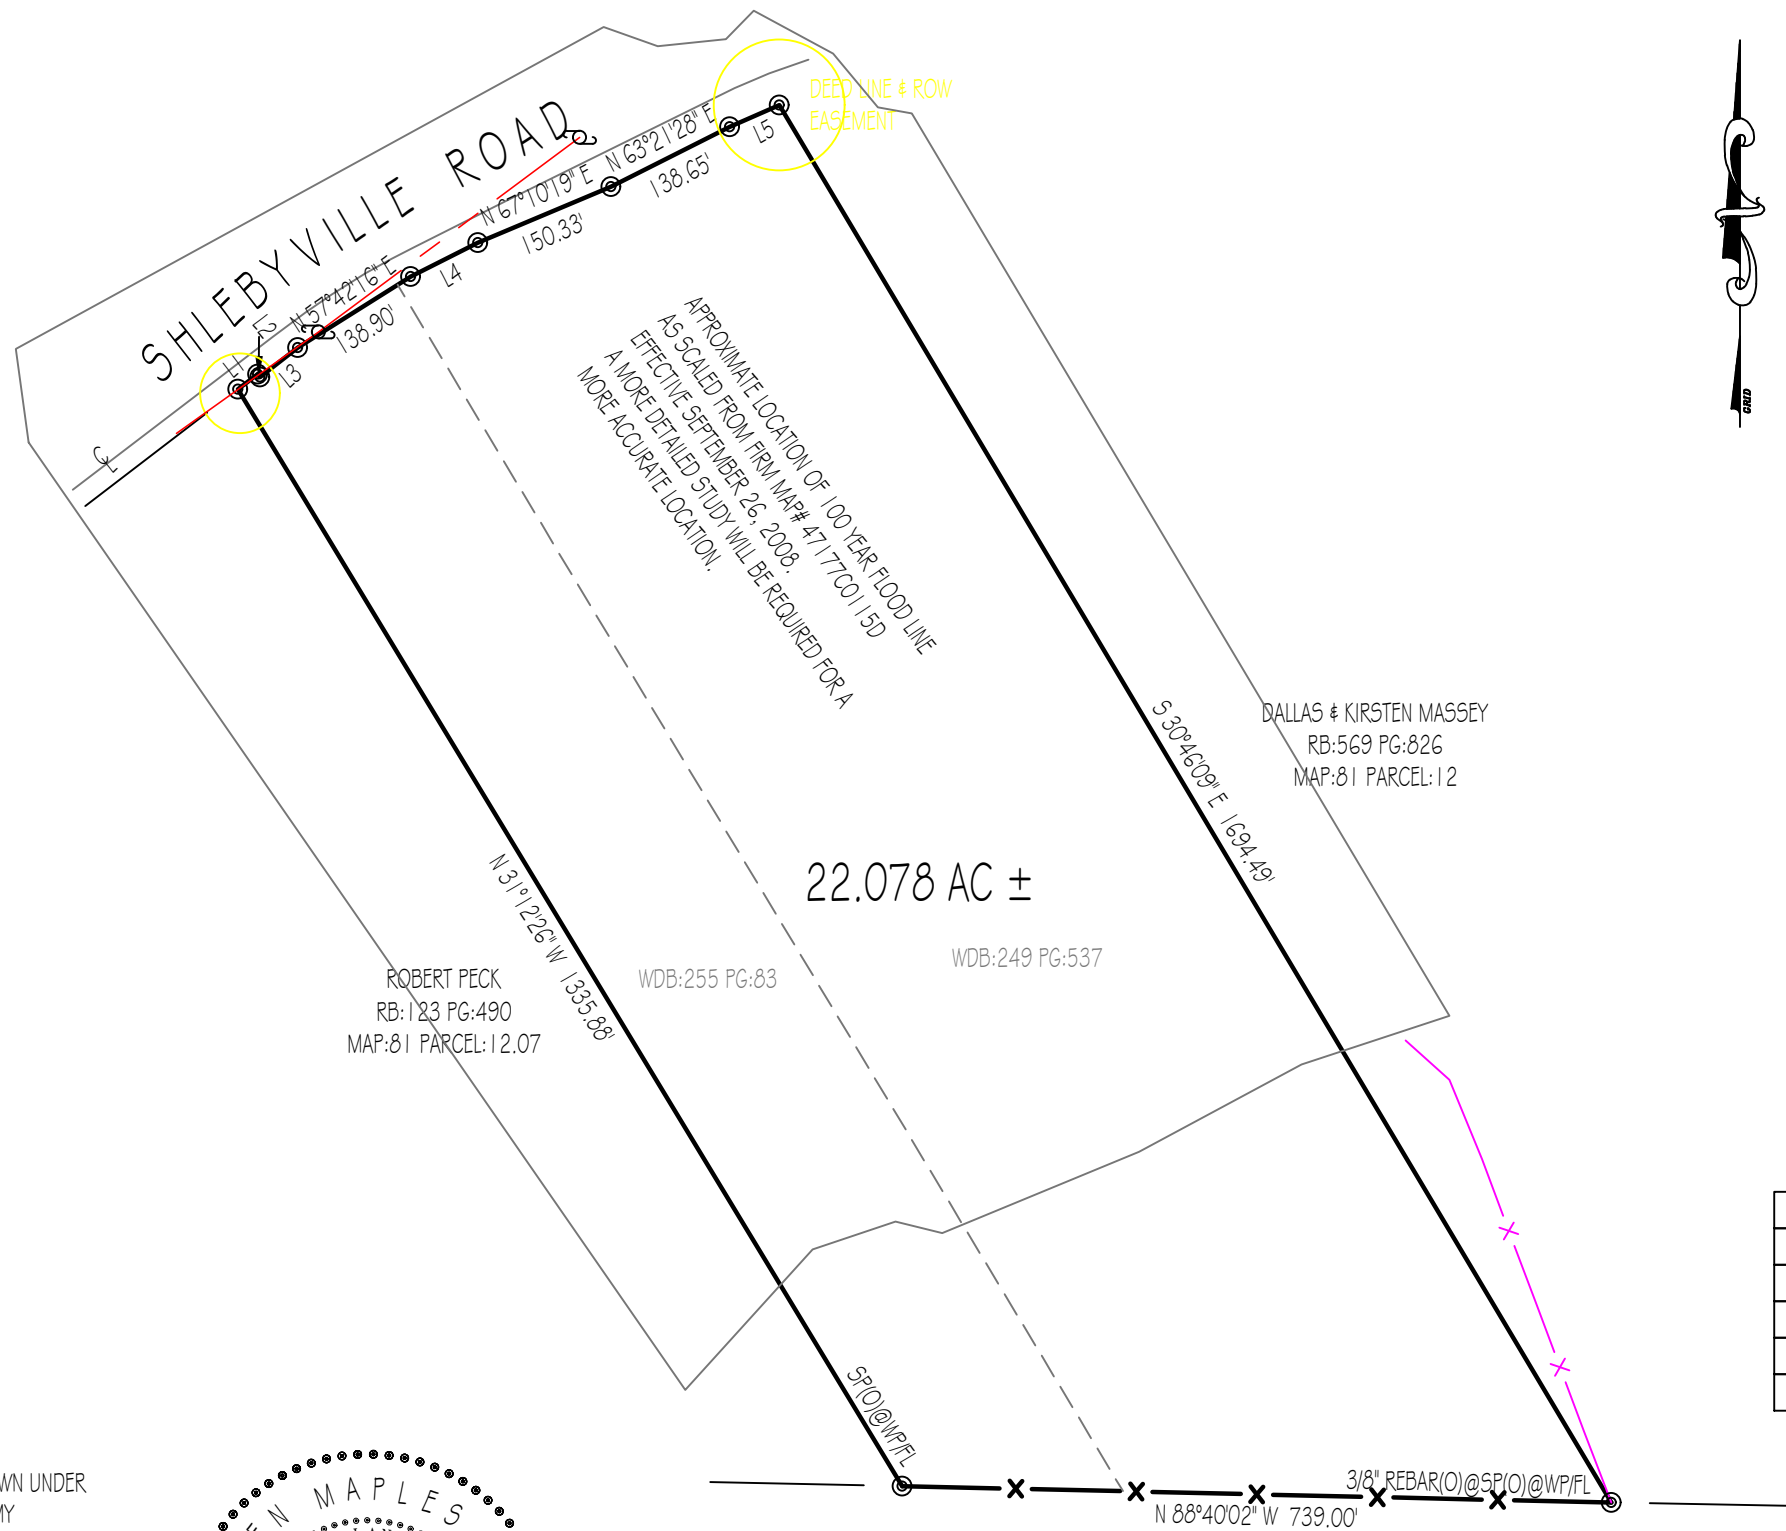 DEED LINE & ROW
EASEMENT
SHLEBYVILLE ROAD
N 63°21'28" E
138.65'
L5
N 67°10'19" E
150.33'
L4
N 57°42'16" E
138.90'
L3
L2
L1
CL
GRID
APPROXIMATE LOCATION OF 100 YEAR FLOOD LINE
AS SCALED FROM FIRM MAP# 47177C0115D
EFFECTIVE SEPTEMBER 26, 2008.
A MORE DETAILED STUDY WILL BE REQUIRED FOR A
MORE ACCURATE LOCATION.
S 30°46'09" E 1694.49'
DALLAS & KIRSTEN MASSEY
RB:569 PG:826
MAP:81 PARCEL:12
22.078 AC ±
N 31°12'26" W 1335.88'
WDB:249 PG:537
WDB:255 PG:83
ROBERT PECK
RB:123 PG:490
MAP:81 PARCEL:12.07
SP(O)@WP/FL
3/8" REBAR(O)@SP(O)@WP/FL
N 88°40'02" W 739.00'
WN UNDER
MY
EN MAPLES